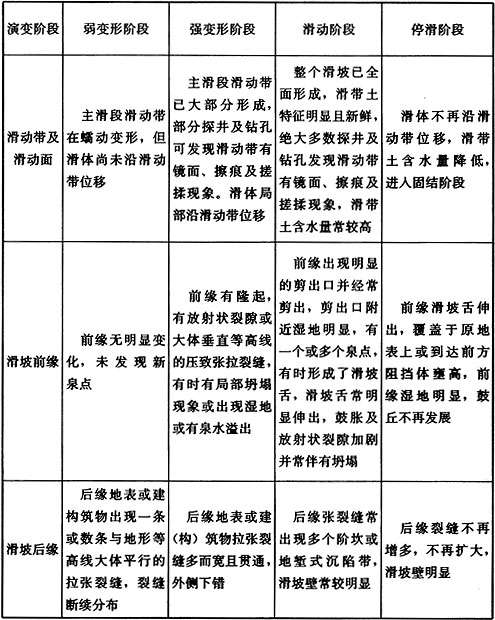 演变阶段
弱变形阶段
强变形阶段
滑动阶段
停滑阶段
滑动带及
滑动面
主滑段滑动带
在蠕动变形，但
滑体尚未沿滑动
带位移
主滑段滑动带
已大部分形成，
部分探井及钻孔
可发现滑动带有
镜面、擦痕及搓
揉现象。滑体局
部沿滑动带位移
整个滑坡已全
面形成，滑带土
特征明显且新鲜，
绝大多数探井及
钻孔发现滑动带
有镜面、擦痕及
搓揉现象，滑带
土含水量常较高
滑体不再沿滑
动带位移，滑带
土含水量降低，
进入固结阶段
滑坡前缘
前缘无明显变
化，未发现新
泉点
前缘有隆起，
有放射状裂隙或
大体垂直等高线
的压致张拉裂缝，
有时有局部坍塌
现象或出现湿地
或有泉水溢出
前缘出现明显
的剪出口并经常
剪出，剪出口附
近湿地明显，有
一个或多个泉点，
有时形成了滑坡
舌，滑坡舌常明
显伸出，鼓胀及
放射状裂隙加剧
并常伴有坍塌
前缘滑坡舌伸
出，覆盖于原地
表上或到达前方
阻挡体壅高，前
缘湿地明显，鼓
丘不再发展
滑坡后缘
后缘地表或建
构筑物出现一条
或数条与地形等
高线大体平行的
拉张裂缝，裂缝
断续分布
后缘地表或建
（构）筑物拉张裂
缝多而宽且贯通，
外侧下错
后缘张裂缝常
出现多个阶坎或
地堑式沉陷带，
滑坡壁常较明显
后缘裂缝不再
增多，不再扩大，
滑坡壁明显